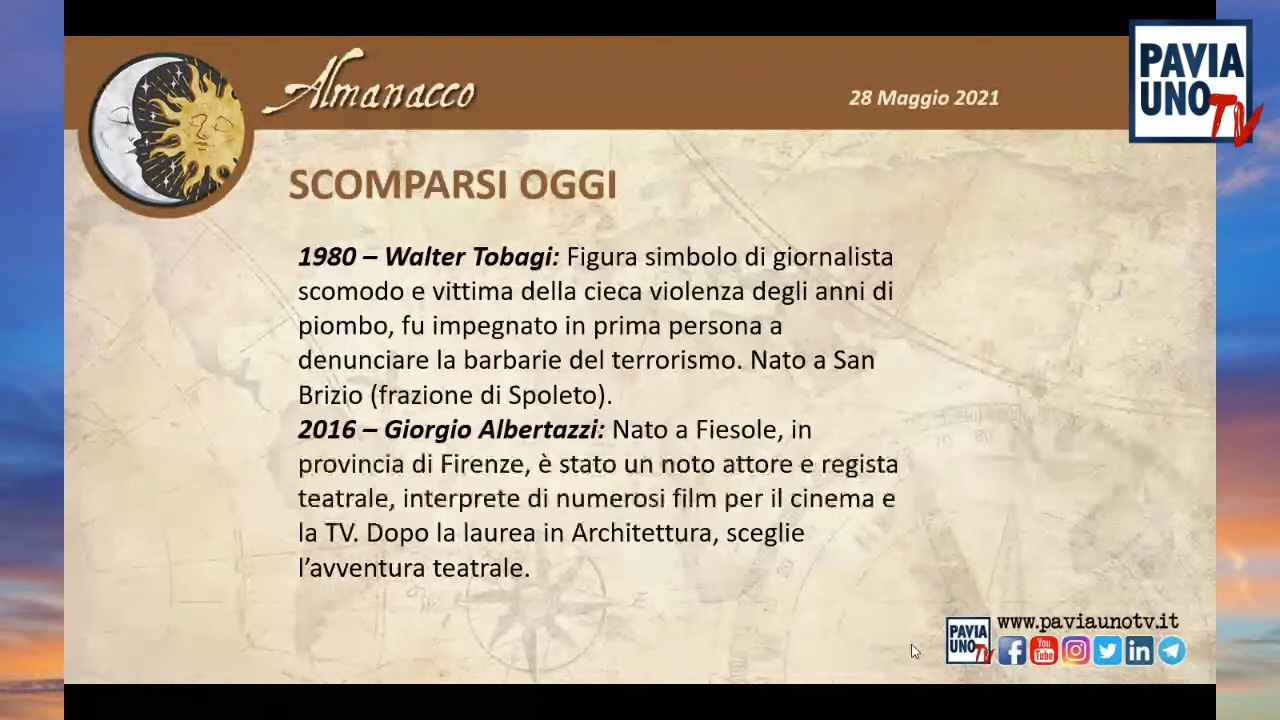 Almanacco
28 Maggio 2021
PAVIA
UNO TV
SCOMPARSI OGGI
1980 – Walter Tobagi: Figura simbolo di giornalista
scomodo e vittima della cieca violenza degli anni di
piombo, fu impegnato in prima persona a
denunciare la barbarie del terrorismo. Nato a San
Brizio (frazione di Spoleto).
2016 – Giorgio Albertazzi: Nato a Fiesole, in
provincia di Firenze, è stato un noto attore e regista
teatrale, interprete di numerosi film per il cinema e
la TV. Dopo la laurea in Architettura, sceglie
l’avventura teatrale.
80
PAVIA
UNO TV
www.paviaunotv.it
You
Tube